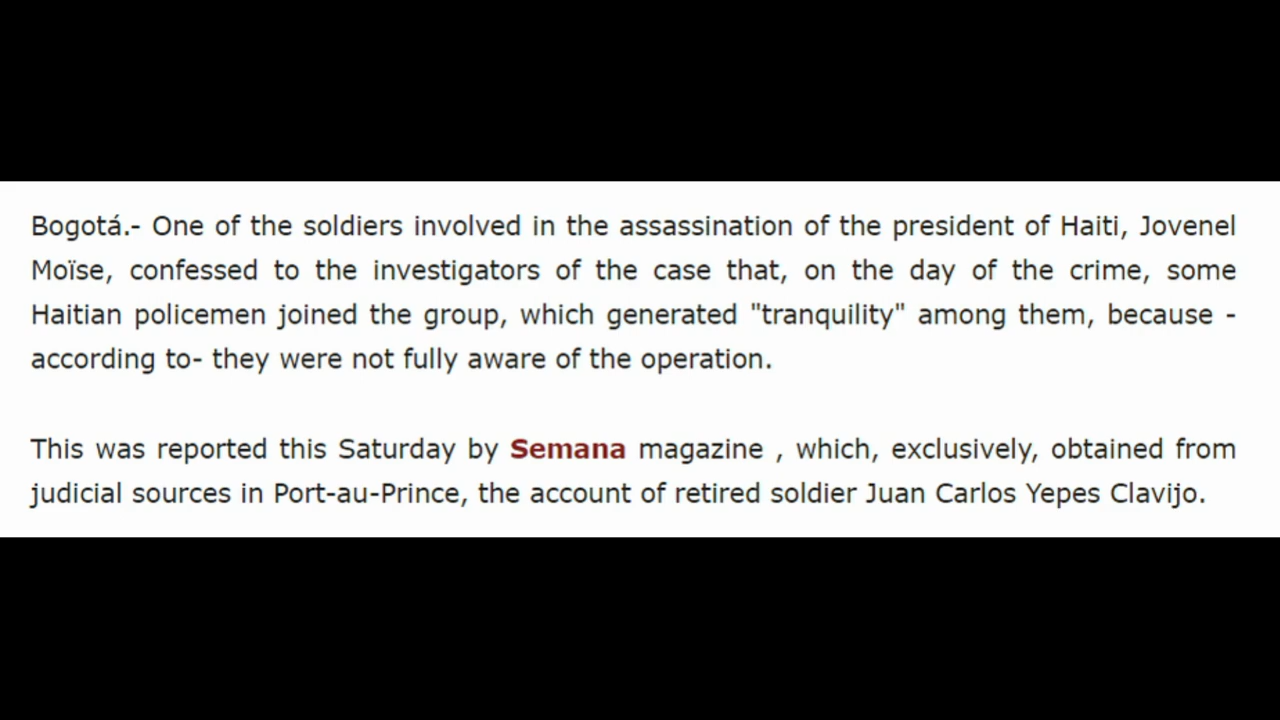 Bogotá.- One of the soldiers involved in the assassination of the president of Haiti, Jovenel
Moïse, confessed to the investigators of the case that, on the day of the crime, some
Haitian policemen joined the group, which generated "tranquility" among them, because -
according to- they were not fully aware of the operation.
This was reported this Saturday by Semana magazine , which, exclusively, obtained from
judicial sources in Port-au-Prince, the account of retired soldier Juan Carlos Yepes Clavijo.